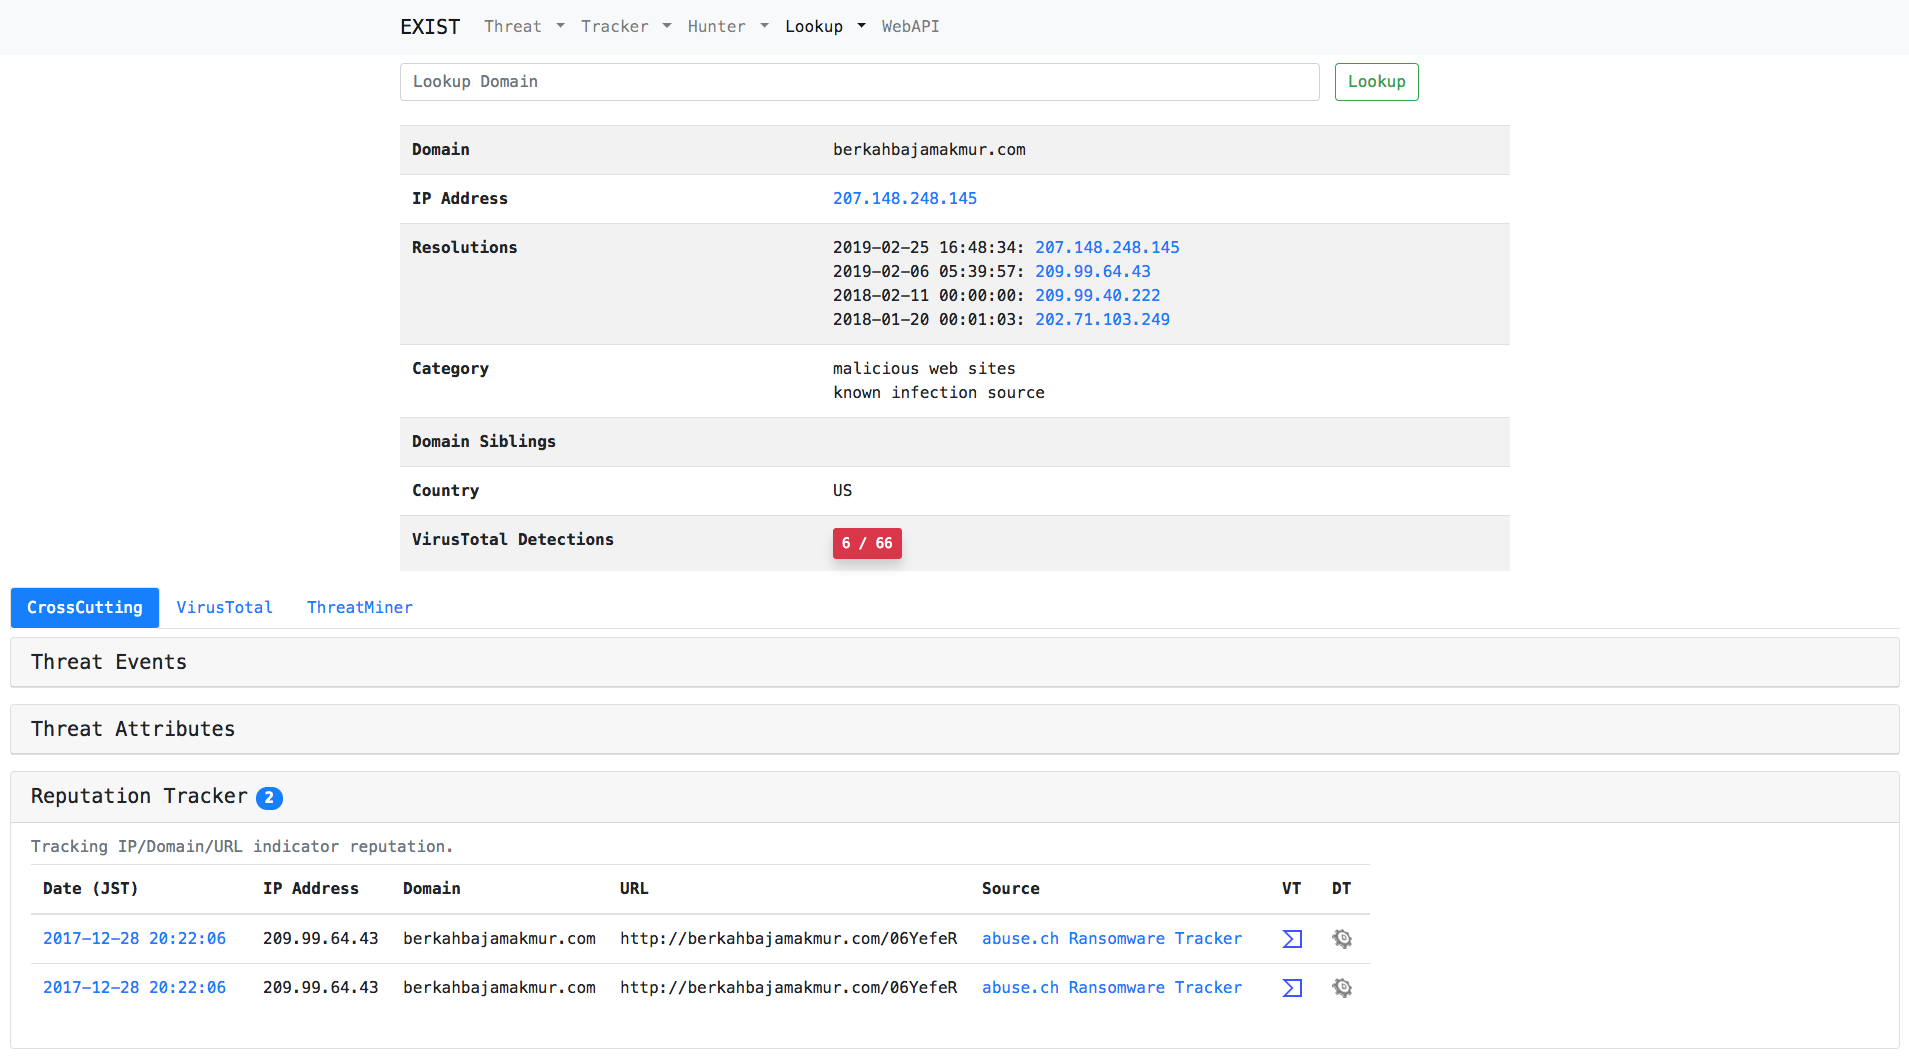 EXIST Threat Tracker Hunter Lookup WebAPI
Lookup Domain Lookup
Domain berkahbajamakmur.com
IP Address 207.148.248.145
Resolutions 2019-02-25 16:48:34: 207.148.248.145
2019-02-06 05:39:57: 209.99.64.43
2018-02-11 00:00:00: 209.99.40.222
2018-01-20 00:01:03: 202.71.103.249
Category malicious web sites
known infection source
Domain Siblings
Country US
VirusTotal Detections 6 / 66
CrossCutting VirusTotal ThreatMiner
Threat Events
Threat Attributes
Reputation Tracker 2
Tracking IP/Domain/URL indicator reputation.
Date (JST) IP Address Domain URL Source VT DT
2017-12-28 20:22:06 209.99.64.43 berkahbajamakmur.com http://berkahbajamakmur.com/06YefeR abuse.ch Ransomware Tracker
2017-12-28 20:22:06 209.99.64.43 berkahbajamakmur.com http://berkahbajamakmur.com/06YefeR abuse.ch Ransomware Tracker